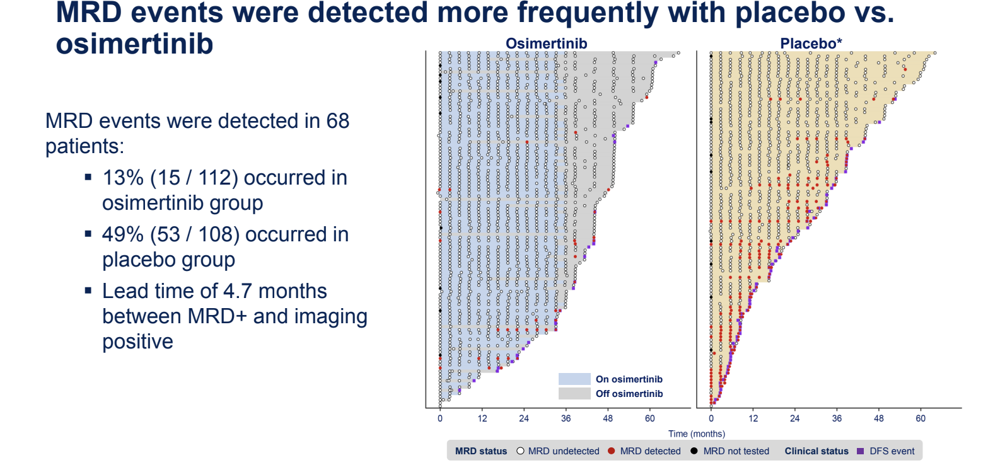 MRD events were detected more frequently with placebo vs.
osimertinib
MRD events were detected in 68
patients:
▪ 13% (15 / 112) occurred in
osimertinib group
▪ 49% (53 / 108) occurred in
placebo group
▪ Lead time of 4.7 months
between MRD+ and imaging
positive
Osimertinib
Placebo*
On osimertinib
Off osimertinib
0 12 24 36 48 60
0 12 24 36 48 60
Time (months)
MRD status MRD undetected MRD detected MRD not tested Clinical status DFS event